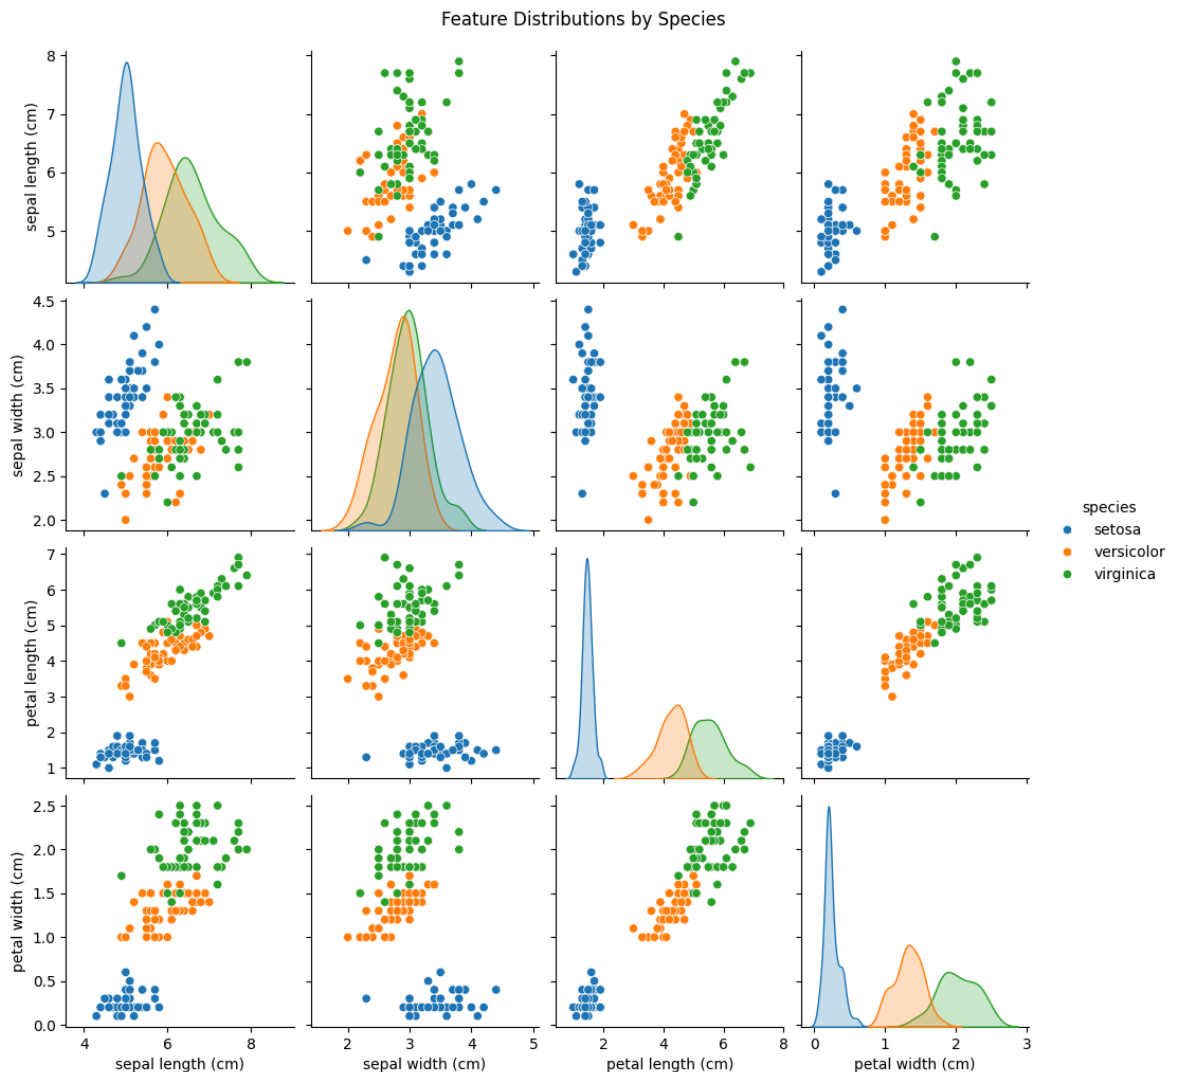 Feature Distributions by Species
8
7
6
5
sepal length (cm)
4.5
4.0
3.5
3.0
2.5
2.0
sepal width (cm)
species
setosa
versicolor
virginica
7
6
5
4
3
2
1
petal length (cm)
2.5
2.0
1.5
1.0
0.5
0.0
petal width (cm)
4 6 8
2 3 4 5
2 4 6 8
0 1 2 3
sepal length (cm)
sepal width (cm)
petal length (cm)
petal width (cm)